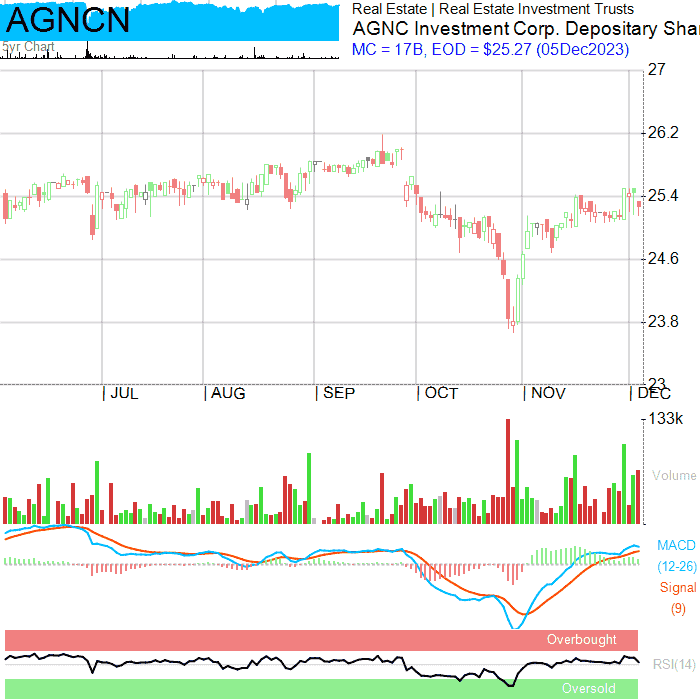 AGNCN
5yr Chart
Real Estate | Real Estate Investment Trusts
AGNC Investment Corp. Depositary Shar
MC = 17B, EOD = $25.27 (05Dec2023)
27
26.2
25.4
24.6
23.8
23
| JUL | AUG | SEP | OCT | NOV | DEC
133k
Volume
MACD
(12-26)
Signal
(9)
Overbought
RSI(14)
Oversold